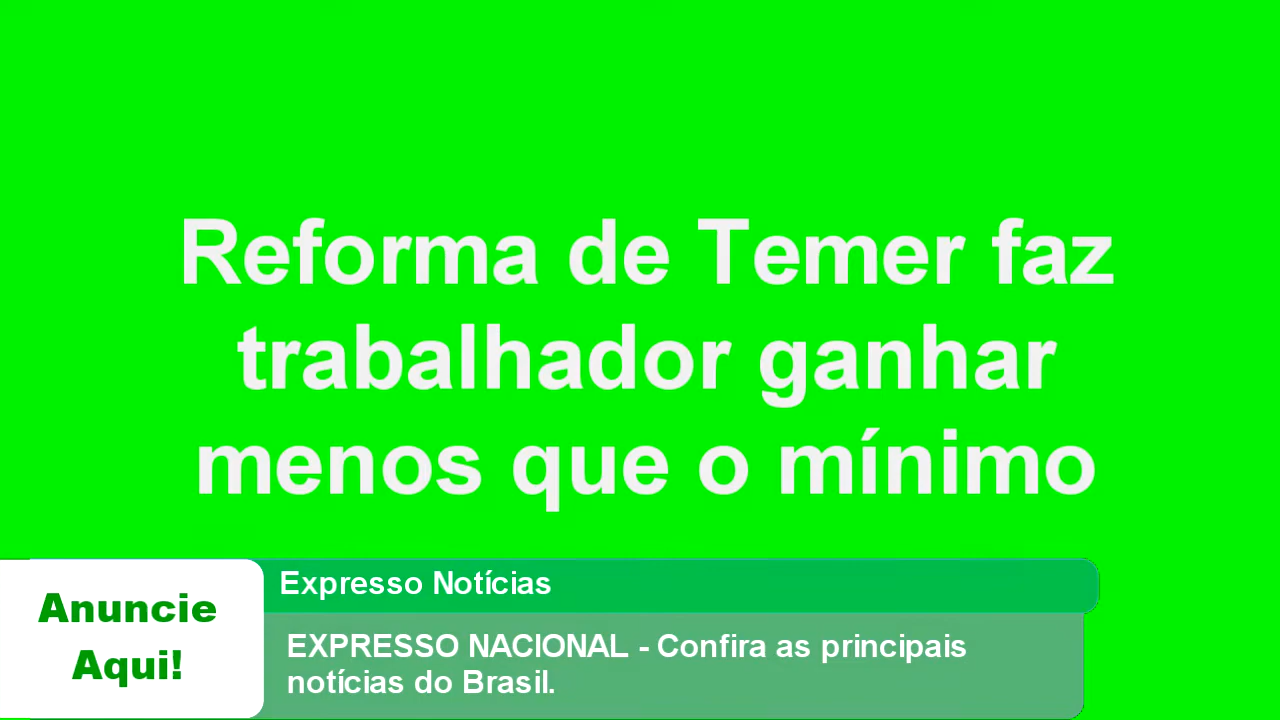 Reforma de Temer faz
trabalhador ganhar
menos que o mínimo
Anuncie
Aqui!
Expresso Notícias
EXPRESSO NACIONAL - Confira as principais
notícias do Brasil.